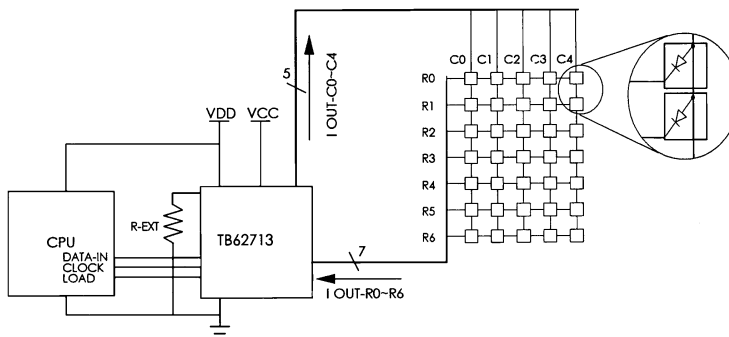 C0 C1 C2 C3 C4
R0
R1
R2
R3
R4
R5
R6
5
I OUT-C0~C4
VDD VCC
R-EXT
TB62713
CPU
DATA-IN
CLOCK
LOAD
7
I OUT-R0~R6